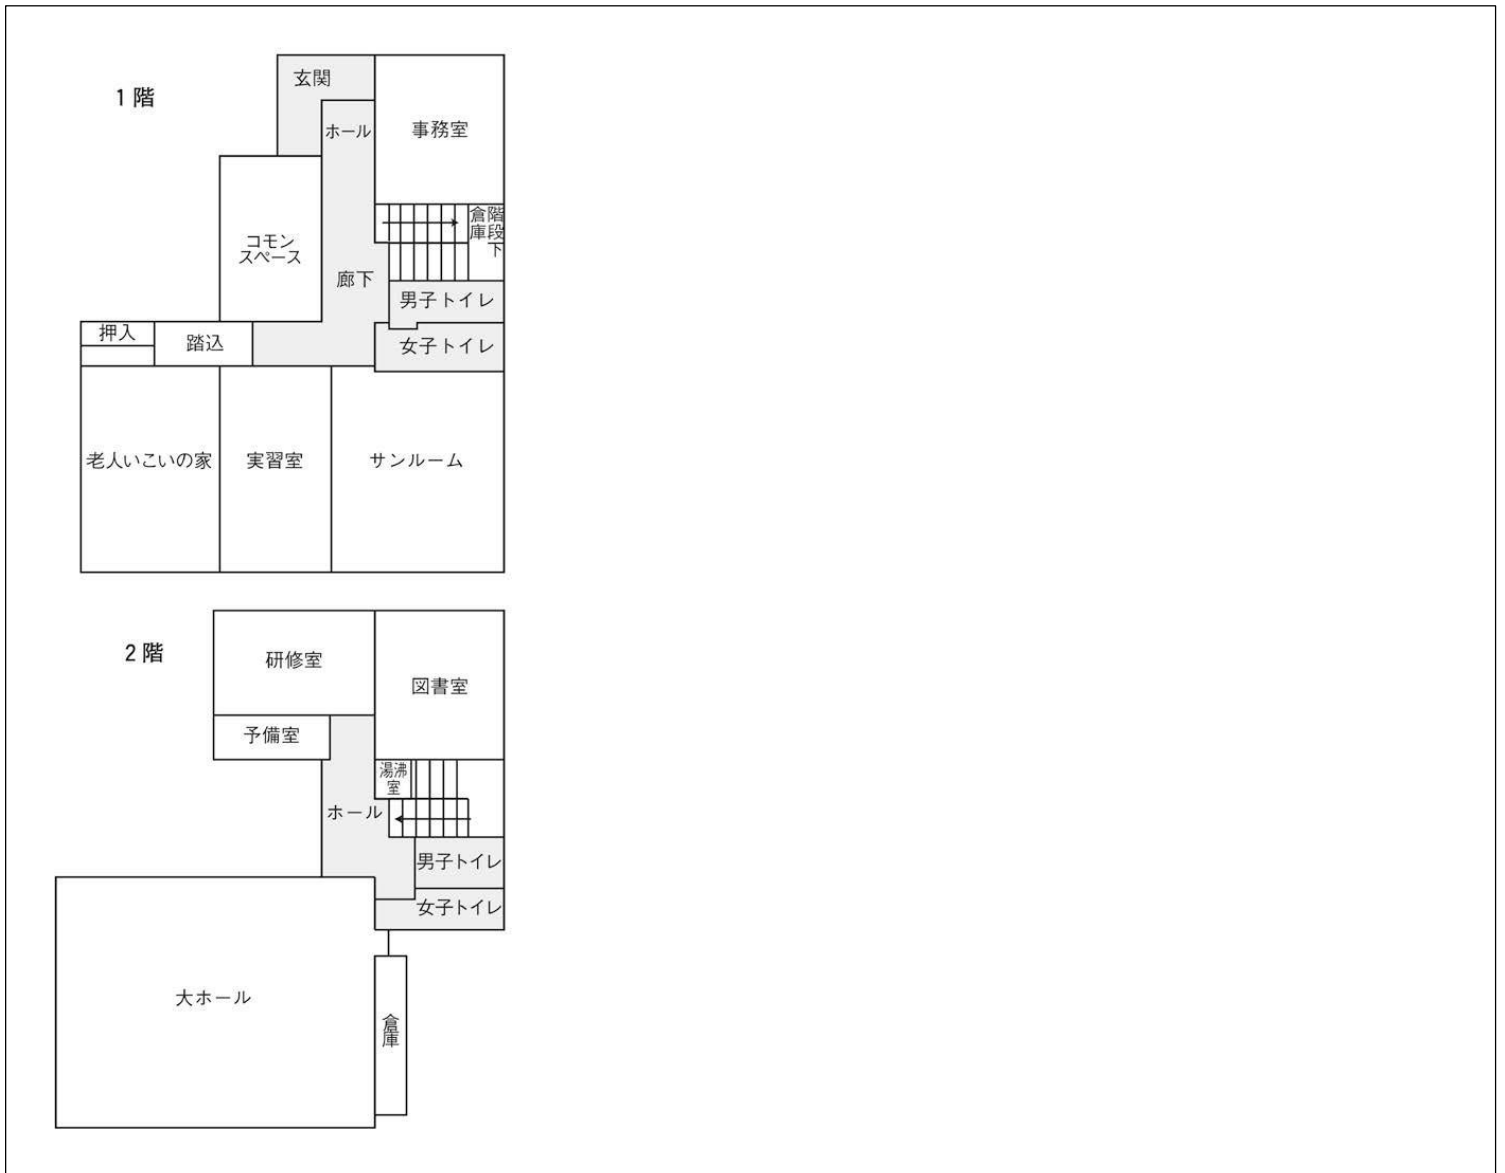 1階
玄関
ホール
事務室
階段下
倉庫
コモン
スペース
廊下
男子トイレ
押入
踏込
女子トイレ
老人いこいの家
実習室
サンルーム
2階
研修室
図書室
予備室
湯沸
室
ホール
男子トイレ
女子トイレ
大ホール
倉庫